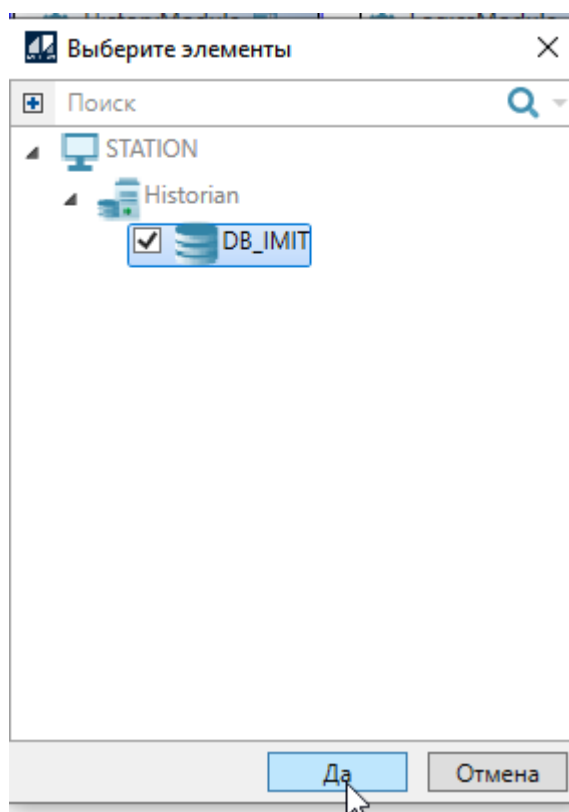 Выберите элементы
Поиск
STATION
Historian
DB_IMIT
Да
Отмена